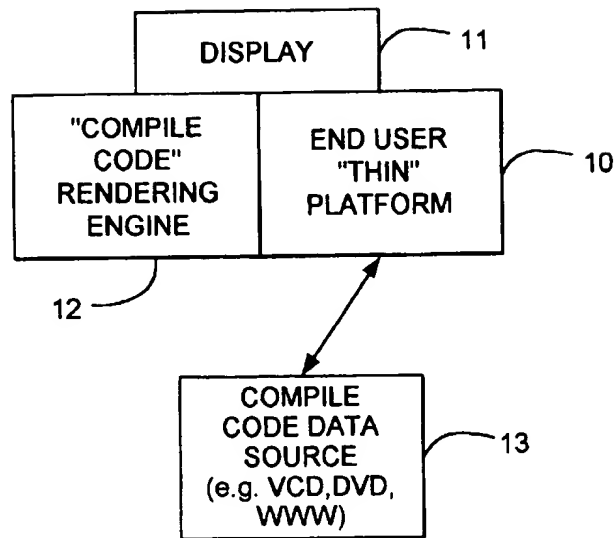 DISPLAY
11
"COMPILE
CODE"
RENDERING
ENGINE
END USER
"THIN"
PLATFORM
10
12
COMPILE
CODE DATA
SOURCE
(e.g. VCD,DVD,
WWW)
13